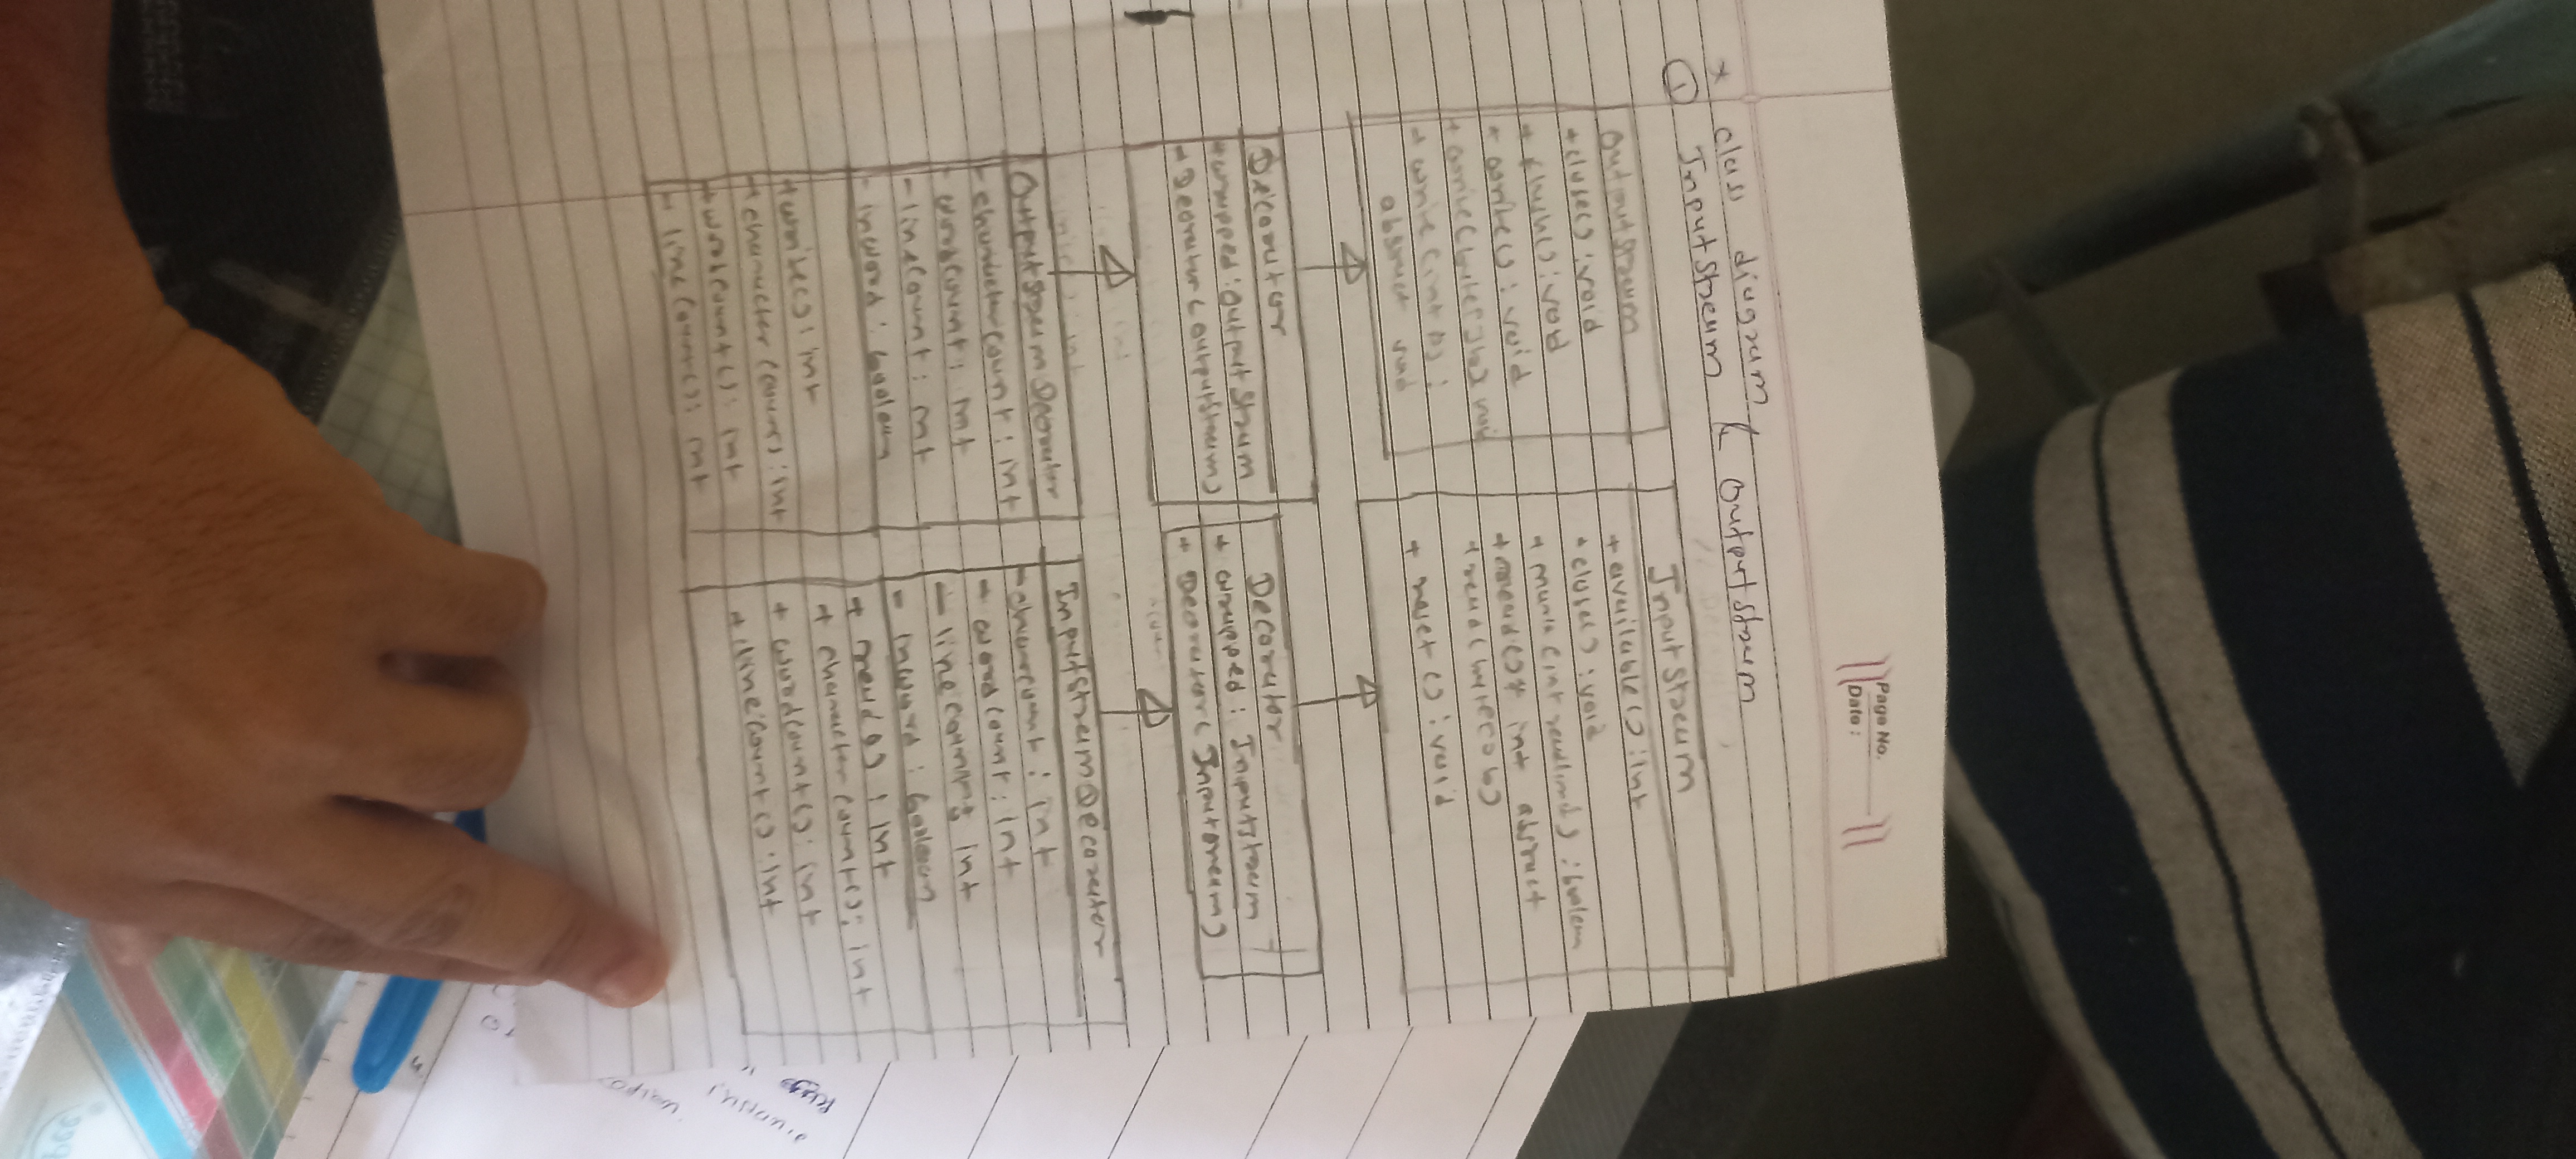 Page No.
Date :
* class diagram & outputstream
① InputStream
OutputStream
+ close() : void
+ flush() : void
+ write() : void
+ write(byte[] b) void
+ write (int b) :
abstract void
InputStream
+ available() : int
+ close() : void
+ mark (int readlimit) : boolean
+ read() : int abstract
+ read(byte[] b)
+ reset () : void
Decorator
+ wrapped : OutputStream
+ Decorator (OutputStream)
Decorator
+ wrapped : InputStream
+ Decorator ( InputStream)
OutputStreamDecorator
- charactercount : int
- wordcount : int
- linecount : int
- inword : boolean
+ write() : int
+ charactercount() : int
+ wordcount() : int
+ linecount() : int
InputStreamDecorator
- charcount : int
+ wordcount : int
- linecount : int
- inword : boolean
+ read() : int
+ charactercount() : int
+ wordcount() : int
+ linecount() : int
instance